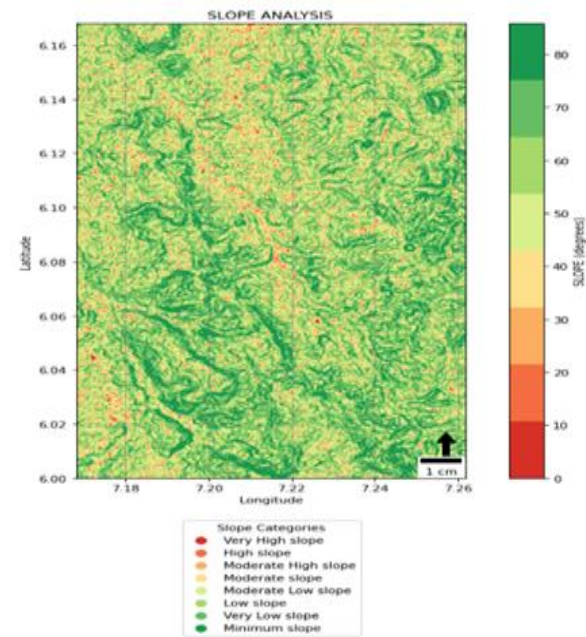 SLOPE ANALYSIS
6.16
6.14
6.12
6.10
6.08
6.06
6.04
6.02
6.00
Latitude
7.18 7.20 7.22 7.24 7.26
Longitude
1 cm
80
70
60
50
40
30
20
10
0
SLOPE (degrees)
Slope Categories
Very High slope
High slope
Moderate High slope
Moderate slope
Moderate Low slope
Low slope
Very Low slope
Minimum slope